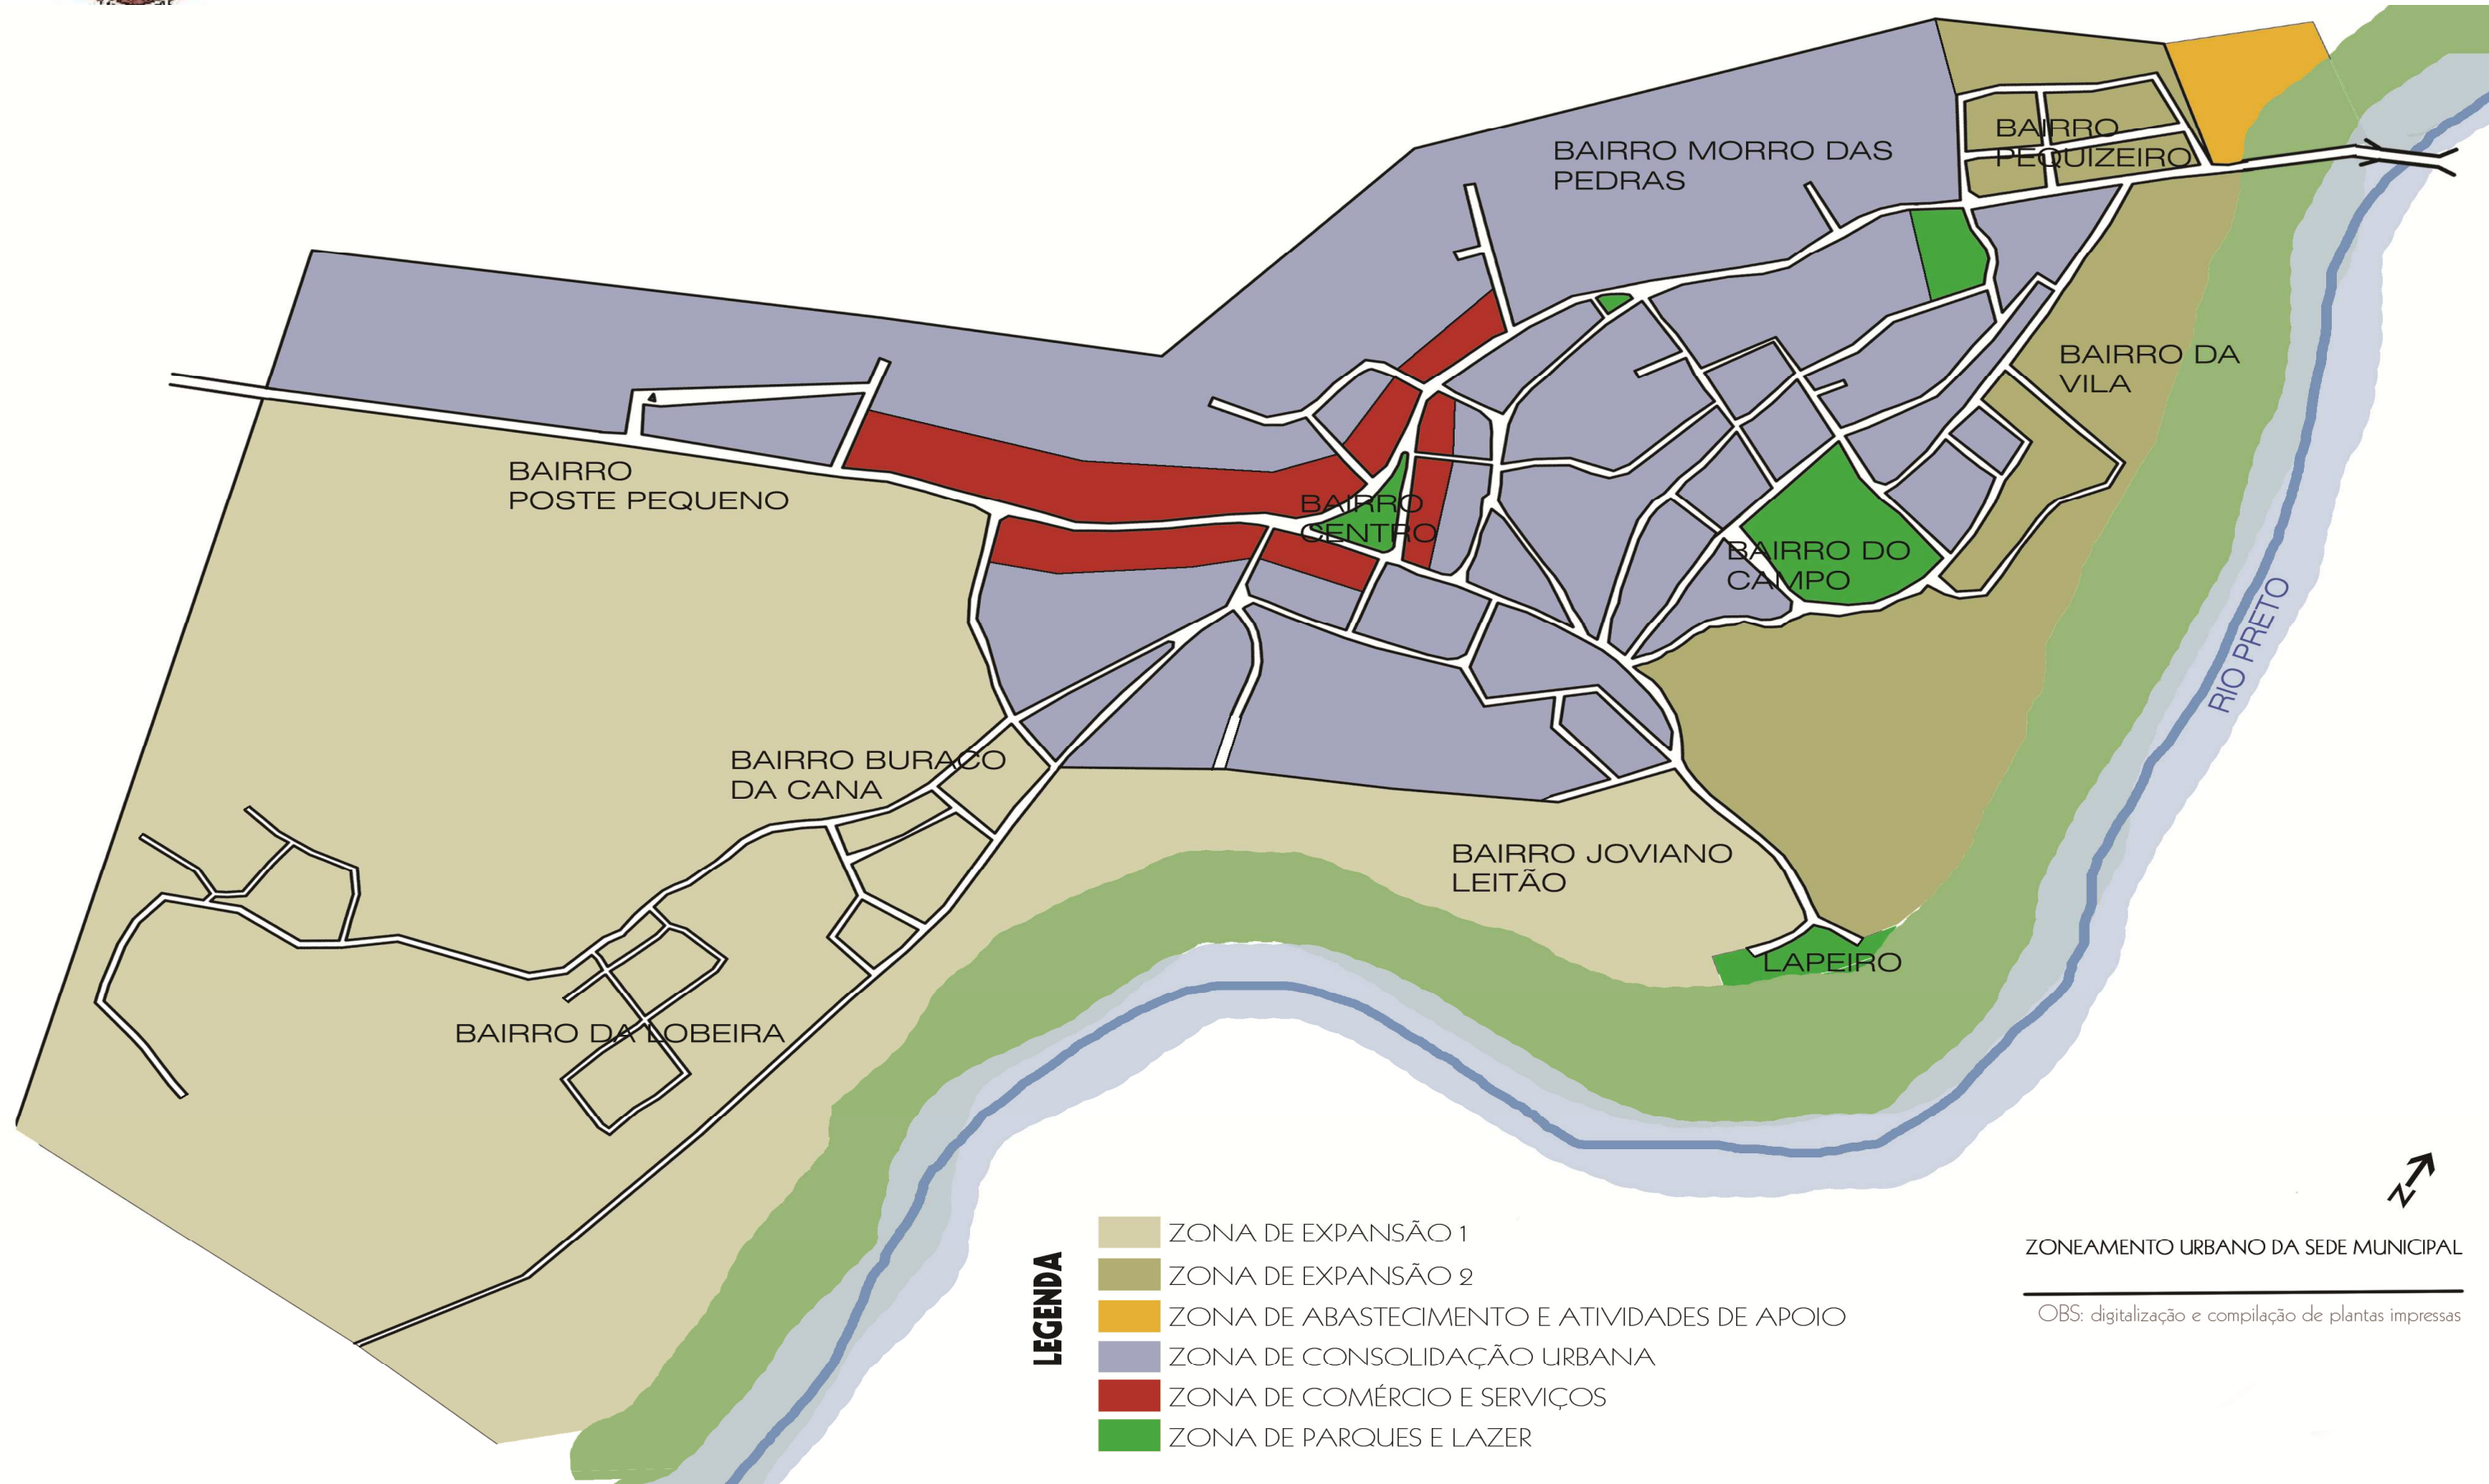 BAIRRO MORRO DAS
PEDRAS
BAIRRO
PEQUIZEIRO
BAIRRO DA
VILA
BAIRRO
POSTE PEQUENO
BAIRRO
CENTRO
BAIRRO DO
CAMPO
RIO PRETO
BAIRRO BURACO
DA CANA
BAIRRO JOVIANO
LEITÃO
LAPEIRO
BAIRRO DA LOBEIRA
N
LEGENDA
ZONA DE EXPANSÃO 1
ZONA DE EXPANSÃO 2
ZONA DE ABASTECIMENTO E ATIVIDADES DE APOIO
ZONA DE CONSOLIDAÇÃO URBANA
ZONA DE COMÉRCIO E SERVIÇOS
ZONA DE PARQUES E LAZER
ZONEAMENTO URBANO DA SEDE MUNICIPAL
OBS: digitalização e compilação de plantas impressas